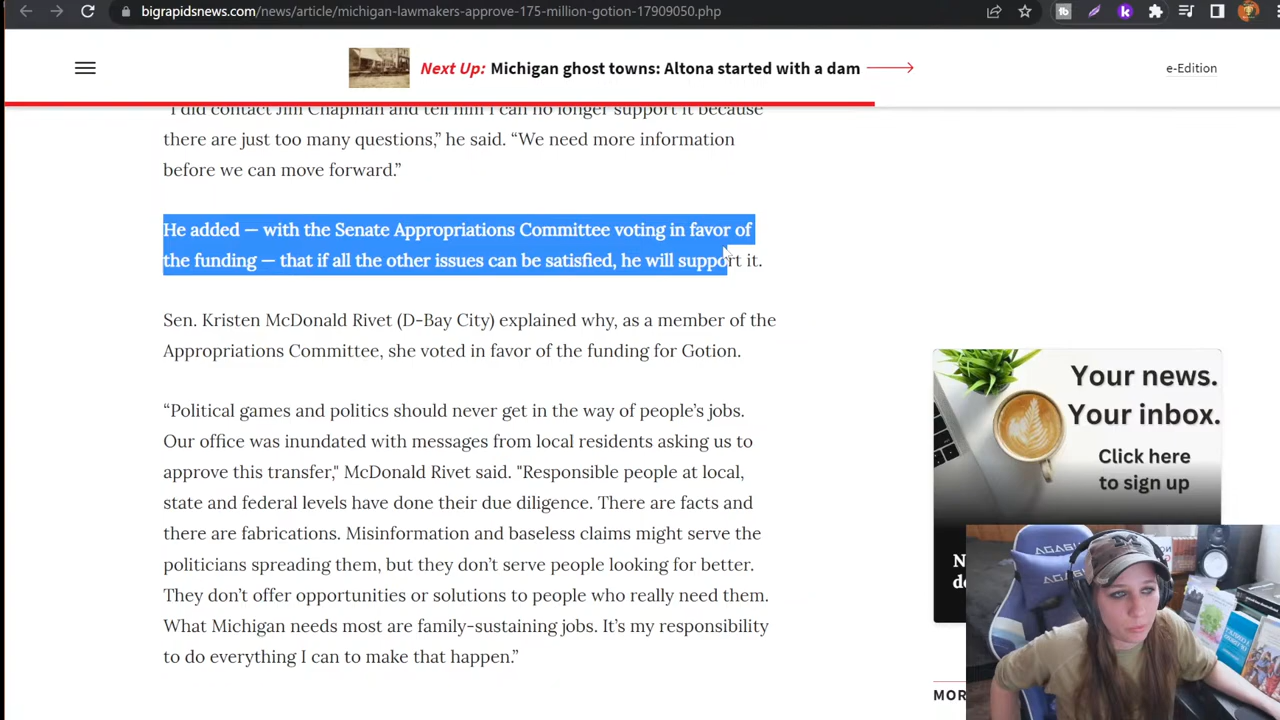 bigrapidsnews.com/news/article/michigan-lawmakers-approve-175-million-gotion-17909050.php
Next Up: Michigan ghost towns: Altona started with a dam
e-Edition
“I did contact Jim Chapman and tell him I can no longer support it because
there are just too many questions,” he said. “We need more information
before we can move forward.”
He added — with the Senate Appropriations Committee voting in favor of
the funding — that if all the other issues can be satisfied, he will support it.
Sen. Kristen McDonald Rivet (D-Bay City) explained why, as a member of the
Appropriations Committee, she voted in favor of the funding for Gotion.
“Political games and politics should never get in the way of people’s jobs.
Our office was inundated with messages from local residents asking us to
approve this transfer," McDonald Rivet said. "Responsible people at local,
state and federal levels have done their due diligence. There are facts and
there are fabrications. Misinformation and baseless claims might serve the
politicians spreading them, but they don’t serve people looking for better.
They don’t offer opportunities or solutions to people who really need them.
What Michigan needs most are family-sustaining jobs. It’s my responsibility
to do everything I can to make that happen.”
Your news.
Your inbox.
Click here
to sign up